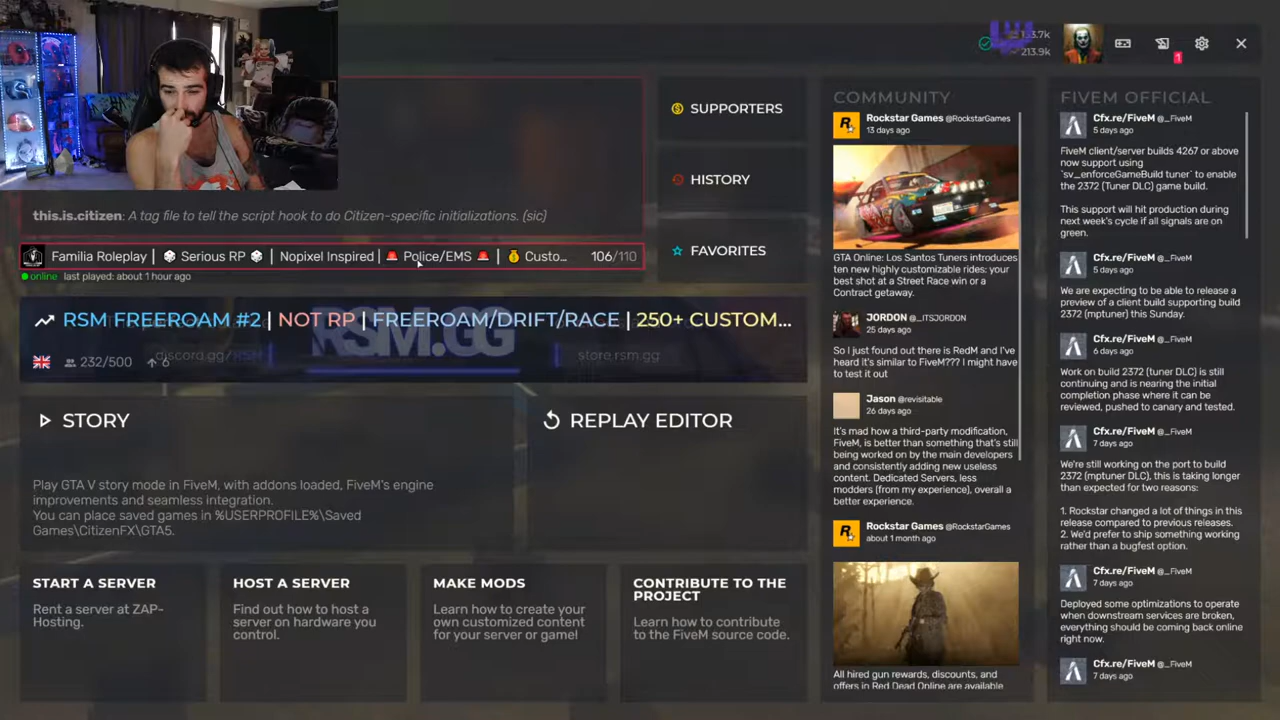 213.9k
1
this.is.citizen: A tag file to tell the script hook to do Citizen-specific initializations. (sic)
Familia Roleplay | Serious RP | Nopixel Inspired | Police/EMS | Custo... 106/110
online last played: about 1 hour ago
RSM FREEROAM #2 | NOT RP | FREEROAM/DRIFT/RACE | 250+ CUSTOM...
RSM.GG
discord.gg/RSM
store.rsm.gg
232/500 6
STORY
Play GTA V story mode in FiveM, with addons loaded, FiveM's engine
improvements and seamless integration.
You can place saved games in %USERPROFILE%\Saved
Games\CitizenFX\GTA5.
REPLAY EDITOR
START A SERVER
Rent a server at ZAP-
Hosting.
HOST A SERVER
Find out how to host a
server on hardware you
control.
MAKE MODS
Learn how to create your
own customized content
for your server or game!
CONTRIBUTE TO THE
PROJECT
Learn how to contribute
to the FiveM source code.
SUPPORTERS
HISTORY
FAVORITES
COMMUNITY
Rockstar Games @RockstarGames
13 days ago
GTA Online: Los Santos Tuners introduces
ten new highly customizable rides: your
best shot at a Street Race win or a
Contract getaway.
JORDON @_ITSJORDON
25 days ago
So I just found out there is RedM and I've
heard it's similar to FiveM??? I might have
to test it out
Jason @revisitable
26 days ago
It's mad how a third-party modification,
FiveM, is better than something that's still
being worked on by the main developers
and consistently adding new useless
content. Dedicated Servers, less
modders (from my experience), overall a
better experience.
Rockstar Games @RockstarGames
about 1 month ago
All hired gun rewards, discounts, and
offers in Red Dead Online are available
FIVEM OFFICIAL
Cfx.re/FiveM @_FiveM
5 days ago
FiveM client/server builds 4267 or above
now support using
`sv_enforceGameBuild tuner` to enable
the 2372 (Tuner DLC) game build.
This support will hit production during
next week's cycle if all signals are on
green.
Cfx.re/FiveM @_FiveM
5 days ago
We are expecting to be able to release a
preview of a client build supporting build
2372 (mptuner) this Sunday.
Cfx.re/FiveM @_FiveM
6 days ago
Work on build 2372 (tuner DLC) is still
continuing and is nearing the initial
completion phase where it can be
reviewed, pushed to canary and tested.
Cfx.re/FiveM @_FiveM
7 days ago
We're still working on the port to build
2372 (mptuner DLC), this is taking longer
than expected for two reasons:
1. Rockstar changed a lot of things in this
release compared to previous releases.
2. We'd prefer to ship something working
rather than a bugfest option.
Cfx.re/FiveM @_FiveM
7 days ago
Deployed some optimizations to operate
when downstream services are broken,
everything should be coming back online
right now.
Cfx.re/FiveM @_FiveM
7 days ago